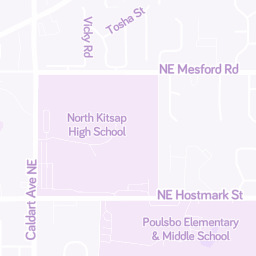 Tosha St
Vicky Rd
NE Mesford Rd
North Kitsap
High School
Caldart Ave NE
NE Hostmark St
Poulsbo Elementary
& Middle School